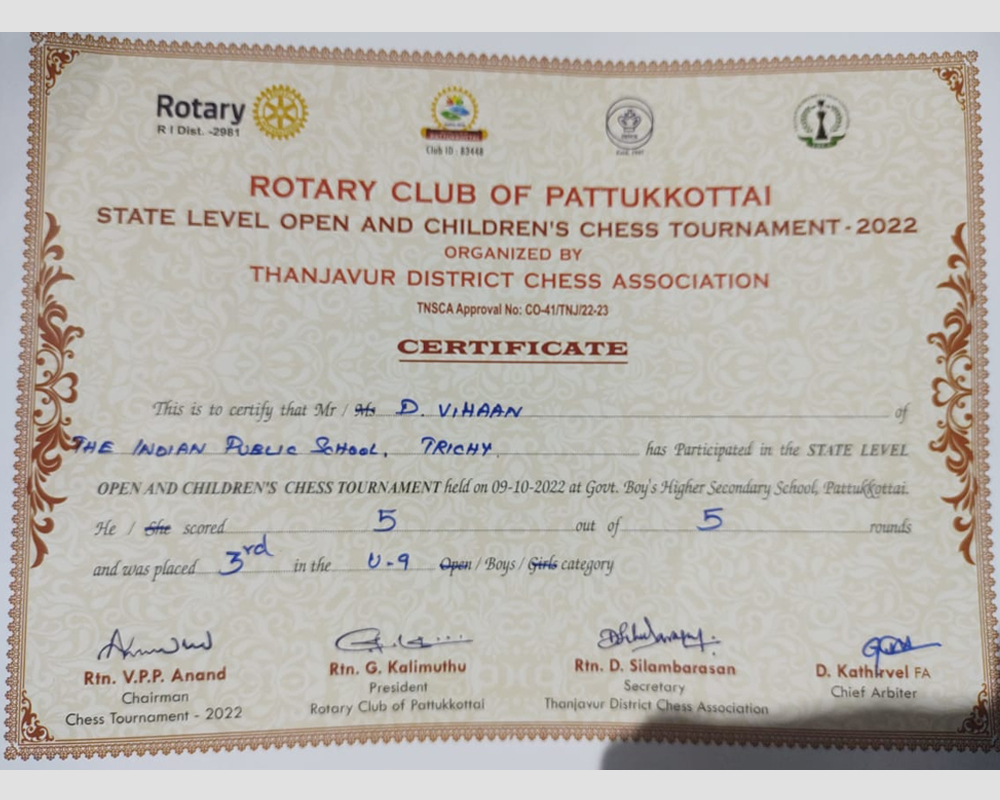 Rotary
R I Dist. -2981
Club ID : 83448
ROTARY CLUB OF PATTUKKOTTAI
STATE LEVEL OPEN AND CHILDREN'S CHESS TOURNAMENT - 2022
ORGANIZED BY
THANJAVUR DISTRICT CHESS ASSOCIATION
TNSCA Approval No: CO-41/TNJ/22-23
CERTIFICATE
This is to certify that Mr / Ms D. VIHAAN of
THE INDIAN PUBLIC SCHOOL, TRICHY has Participated in the STATE LEVEL
OPEN AND CHILDREN'S CHESS TOURNAMENT held on 09-10-2022 at Govt. Boy's Higher Secondary School, Pattukkottai.
He / She scored 5 out of 5 rounds
and was placed 3rd in the U-9 Open / Boys / Girls category
Rtn. V.P.P. Anand
Chairman
Chess Tournament - 2022
Rtn. G. Kalimuthu
President
Rotary Club of Pattukkottai
Rtn. D. Silambarasan
Secretary
Thanjavur District Chess Association
D. Kathirvel FA
Chief Arbiter